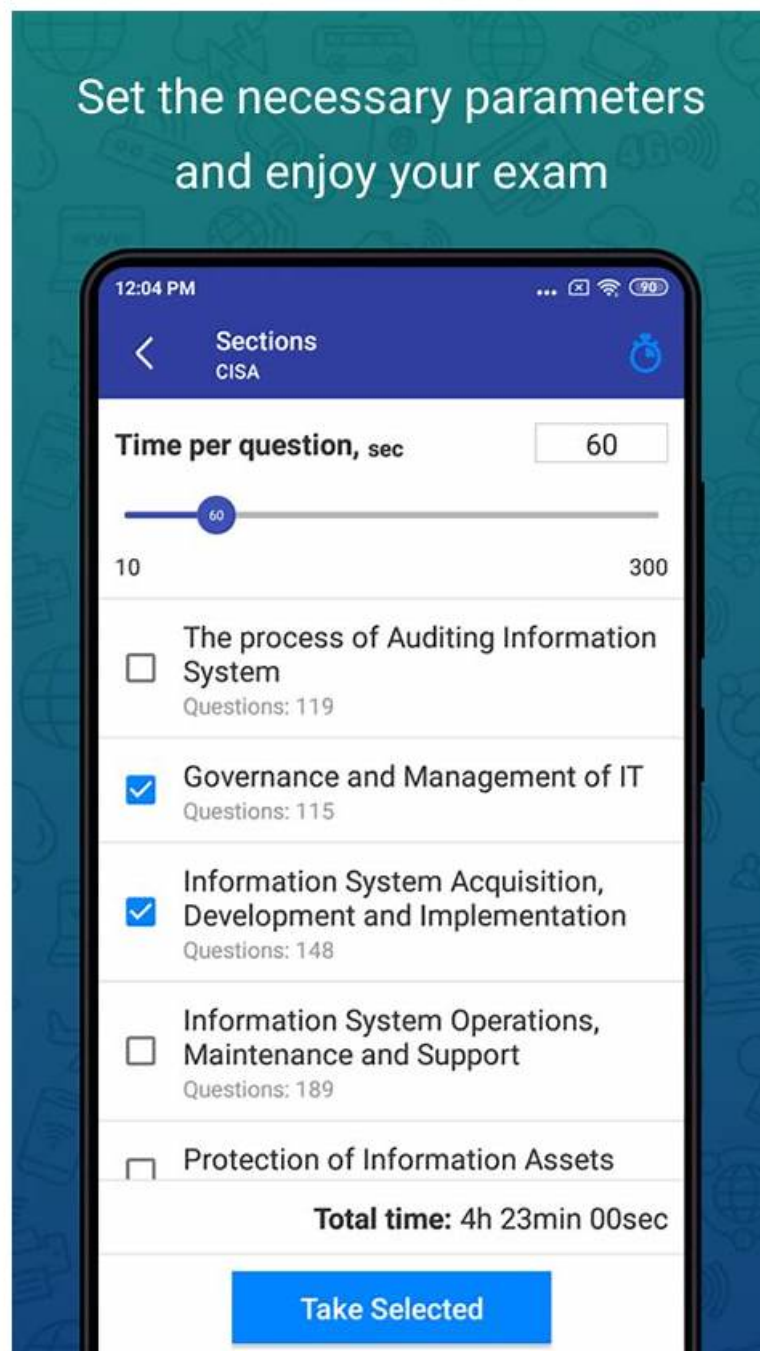 Set the necessary parameters
and enjoy your exam
12:04 PM
90
Sections
CISA
Time per question, sec
60
60
10
300
The process of Auditing Information
System
Questions: 119
Governance and Management of IT
Questions: 115
Information System Acquisition,
Development and Implementation
Questions: 148
Information System Operations,
Maintenance and Support
Questions: 189
Protection of Information Assets
Total time: 4h 23min 00sec
Take Selected
4G
www